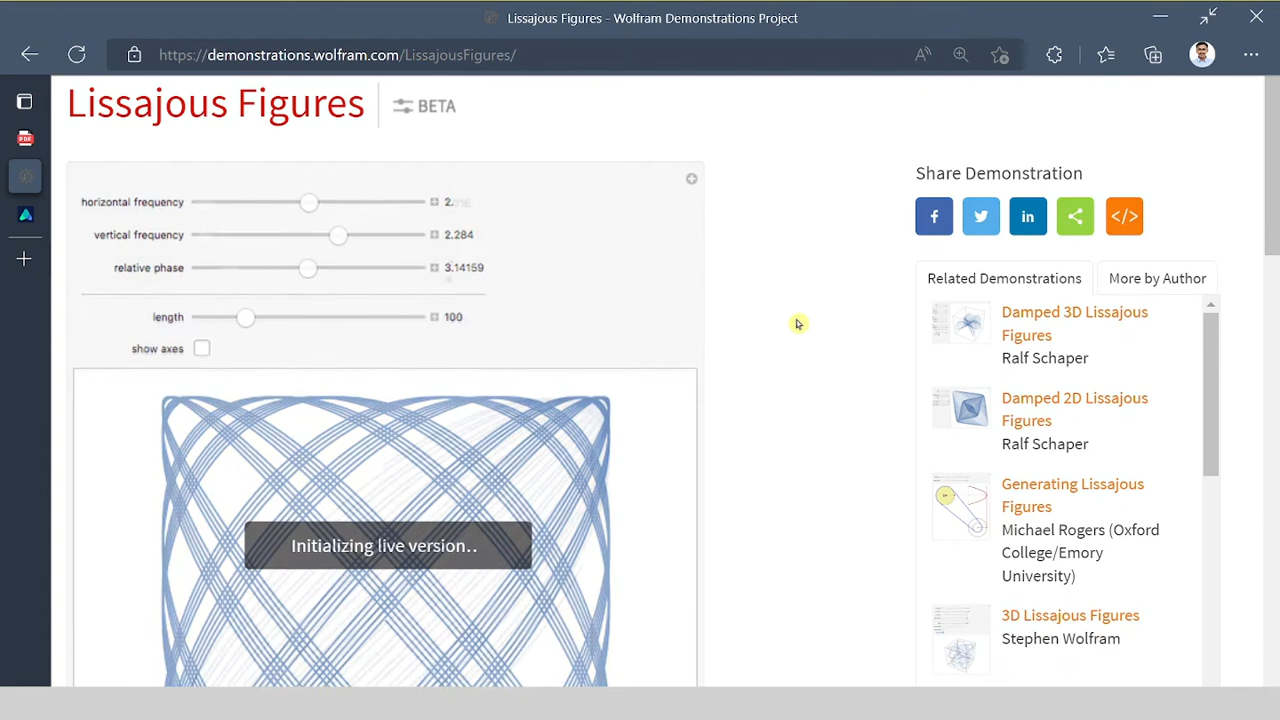 Lissajous Figures - Wolfram Demonstrations Project
https://demonstrations.wolfram.com/LissajousFigures/
Lissajous Figures
BETA
horizontal frequency
vertical frequency 2.284
relative phase 3.14159
length 100
show axes
Initializing live version..
Share Demonstration
f
in
</>
Related Demonstrations
More by Author
Damped 3D Lissajous
Figures
Ralf Schaper
Damped 2D Lissajous
Figures
Ralf Schaper
Generating Lissajous
Figures
Michael Rogers (Oxford
College/Emory
University)
3D Lissajous Figures
Stephen Wolfram
PDF